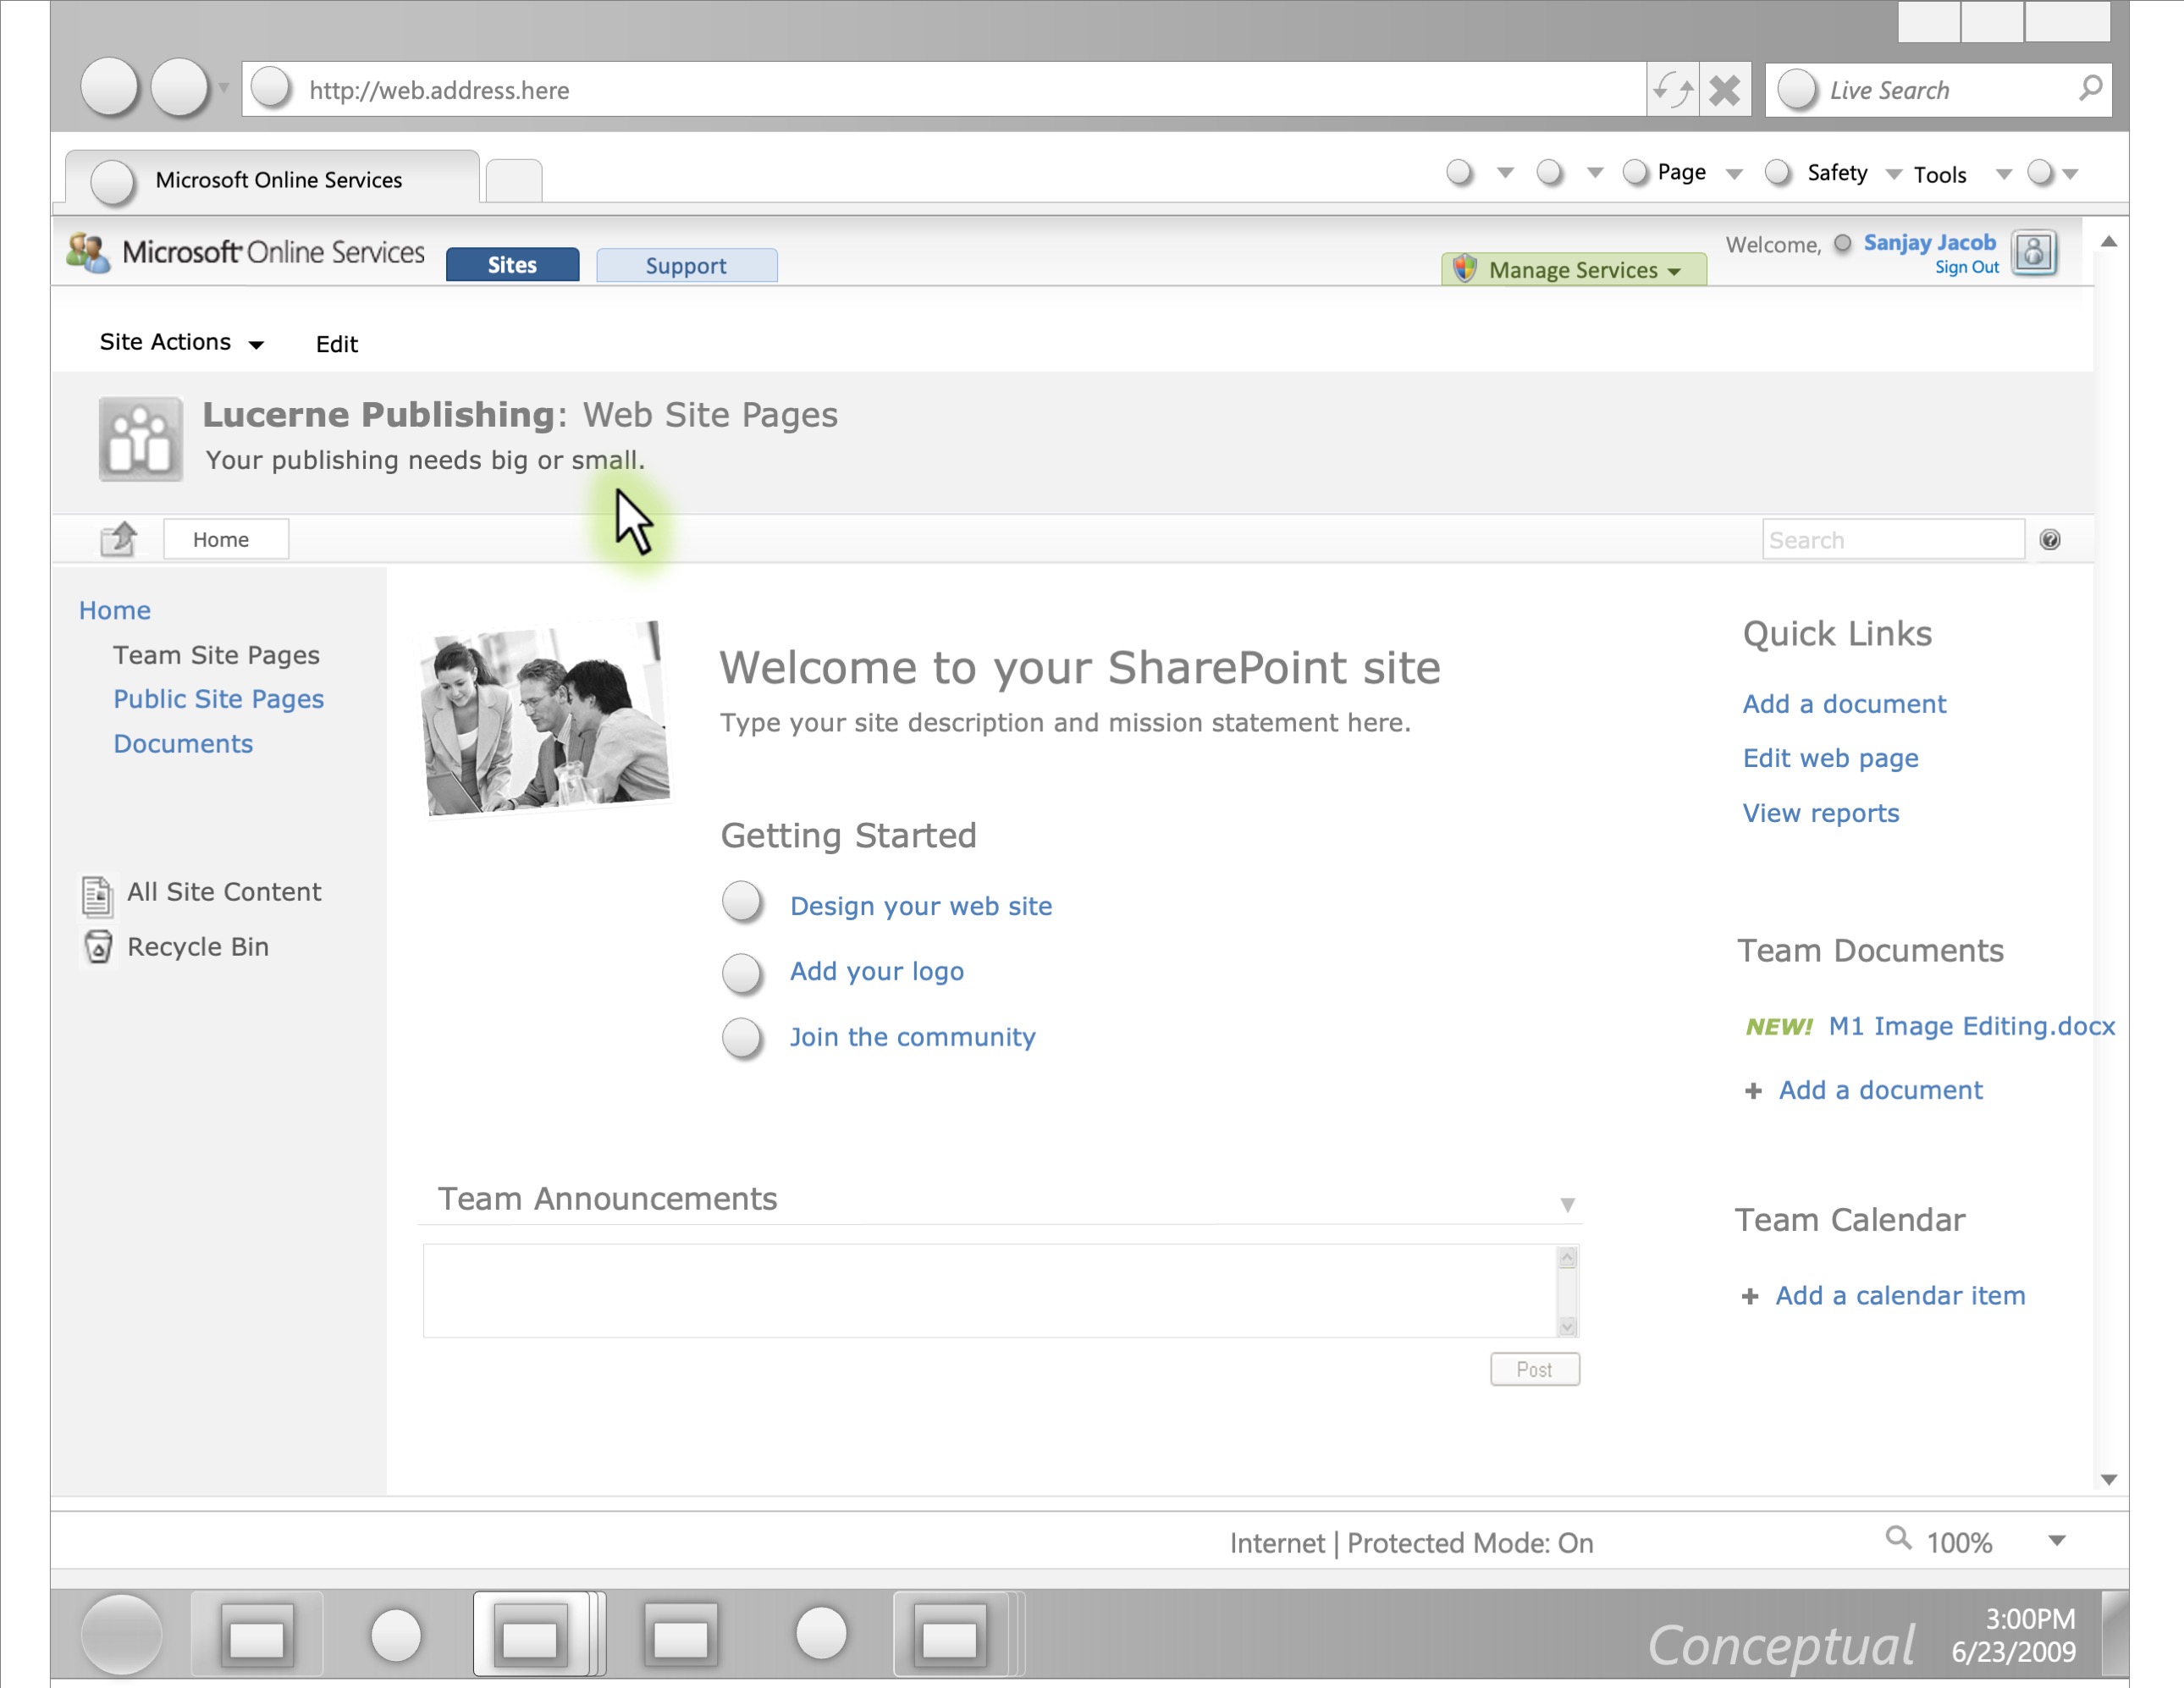 http://web.address.here
Live Search
Microsoft Online Services
Page
Safety
Tools
Microsoft Online Services
Sites
Support
Manage Services
Welcome,
Sanjay Jacob
Sign Out
Site Actions
Edit
Lucerne Publishing: Web Site Pages
Your publishing needs big or small.
Home
Search
Home
Team Site Pages
Public Site Pages
Documents
All Site Content
Recycle Bin
Welcome to your SharePoint site
Type your site description and mission statement here.
Getting Started
Design your web site
Add your logo
Join the community
Team Announcements
Post
Quick Links
Add a document
Edit web page
View reports
Team Documents
NEW! M1 Image Editing.docx
+ Add a document
Team Calendar
+ Add a calendar item
Internet | Protected Mode: On
100%
Conceptual
3:00PM
6/23/2009